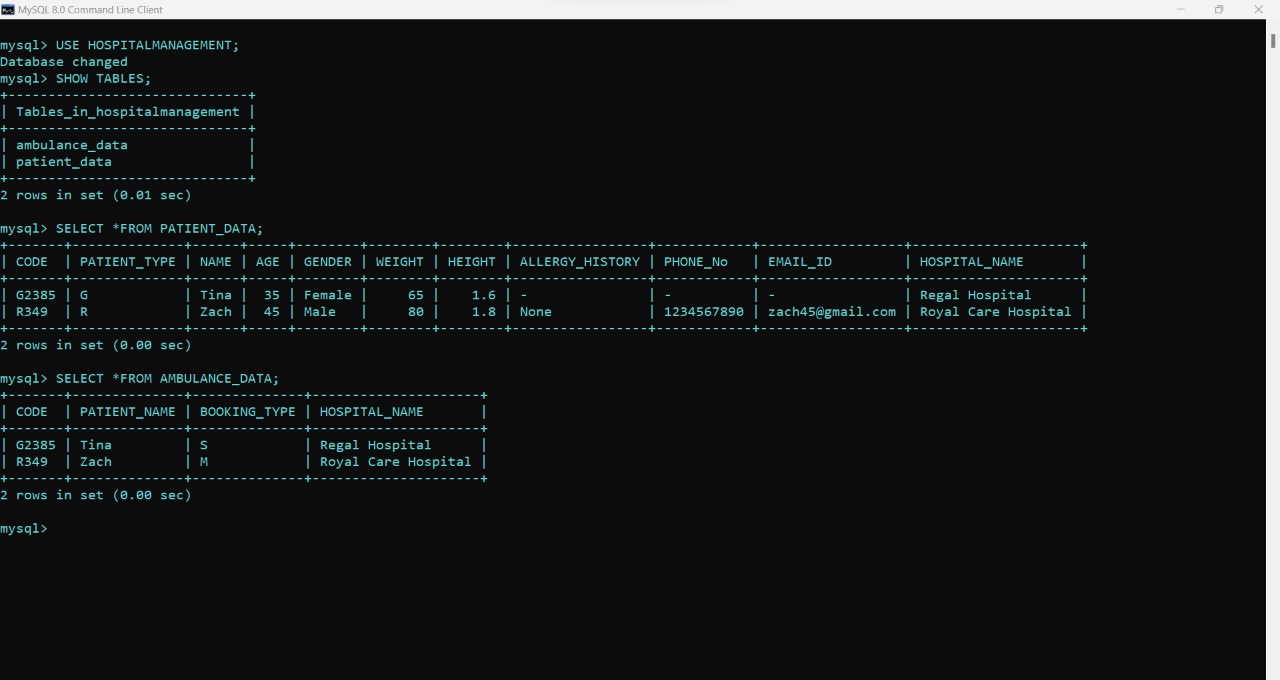 MySQL 8.0 Command Line Client
mysql> USE HOSPITALMANAGEMENT;
Database changed
mysql> SHOW TABLES;
+------------------------------+
| Tables_in_hospitalmanagement |
+------------------------------+
| ambulance_data               |
| patient_data                 |
+------------------------------+
2 rows in set (0.01 sec)
mysql> SELECT *FROM PATIENT_DATA;
+-------+--------------+------+-----+--------+--------+--------+-----------------+------------+------------------+---------------------+
| CODE  | PATIENT_TYPE | NAME | AGE | GENDER | WEIGHT | HEIGHT | ALLERGY_HISTORY | PHONE_No   | EMAIL_ID         | HOSPITAL_NAME       |
+-------+--------------+------+-----+--------+--------+--------+-----------------+------------+------------------+---------------------+
| G2385 | G            | Tina |  35 | Female |     65 |    1.6 | -               | -          | -                | Regal Hospital      |
| R349  | R            | Zach |  45 | Male   |     80 |    1.8 | None            | 1234567890 | zach45@gmail.com | Royal Care Hospital |
+-------+--------------+------+-----+--------+--------+--------+-----------------+------------+------------------+---------------------+
2 rows in set (0.00 sec)
mysql> SELECT *FROM AMBULANCE_DATA;
+-------+--------------+--------------+---------------------+
| CODE  | PATIENT_NAME | BOOKING_TYPE | HOSPITAL_NAME       |
+-------+--------------+--------------+---------------------+
| G2385 | Tina         | S            | Regal Hospital      |
| R349  | Zach         | M            | Royal Care Hospital |
+-------+--------------+--------------+---------------------+
2 rows in set (0.00 sec)
mysql>